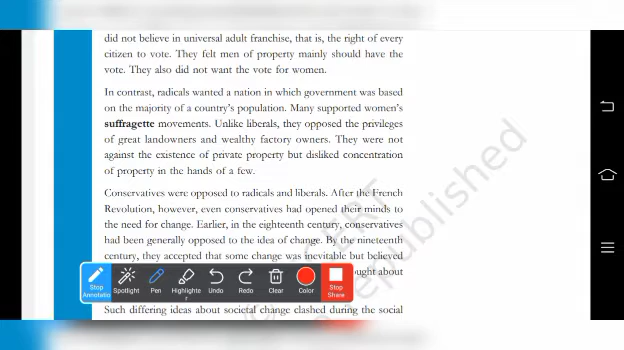 did not believe in universal adult franchise, that is, the right of every
citizen to vote. They felt men of property mainly should have the
vote. They also did not want the vote for women.
In contrast, radicals wanted a nation in which government was based
on the majority of a country's population. Many supported women's
suffragette movements. Unlike liberals, they opposed the privileges
of great landowners and wealthy factory owners. They were not
against the existence of private property but disliked concentration
of property in the hands of a few.
Conservatives were opposed to radicals and liberals. After the French
Revolution, however, even conservatives had opened their minds to
the need for change. Earlier, in the eighteenth century, conservatives
had been generally opposed to the idea of change. By the nineteenth
century, they accepted that some change was inevitable but believed
ought about
Stop Annotatio Spotlight Pen Highlighter Undo Redo Clear Color Stop Share
Such differing ideas about societal change clashed during the social
republished